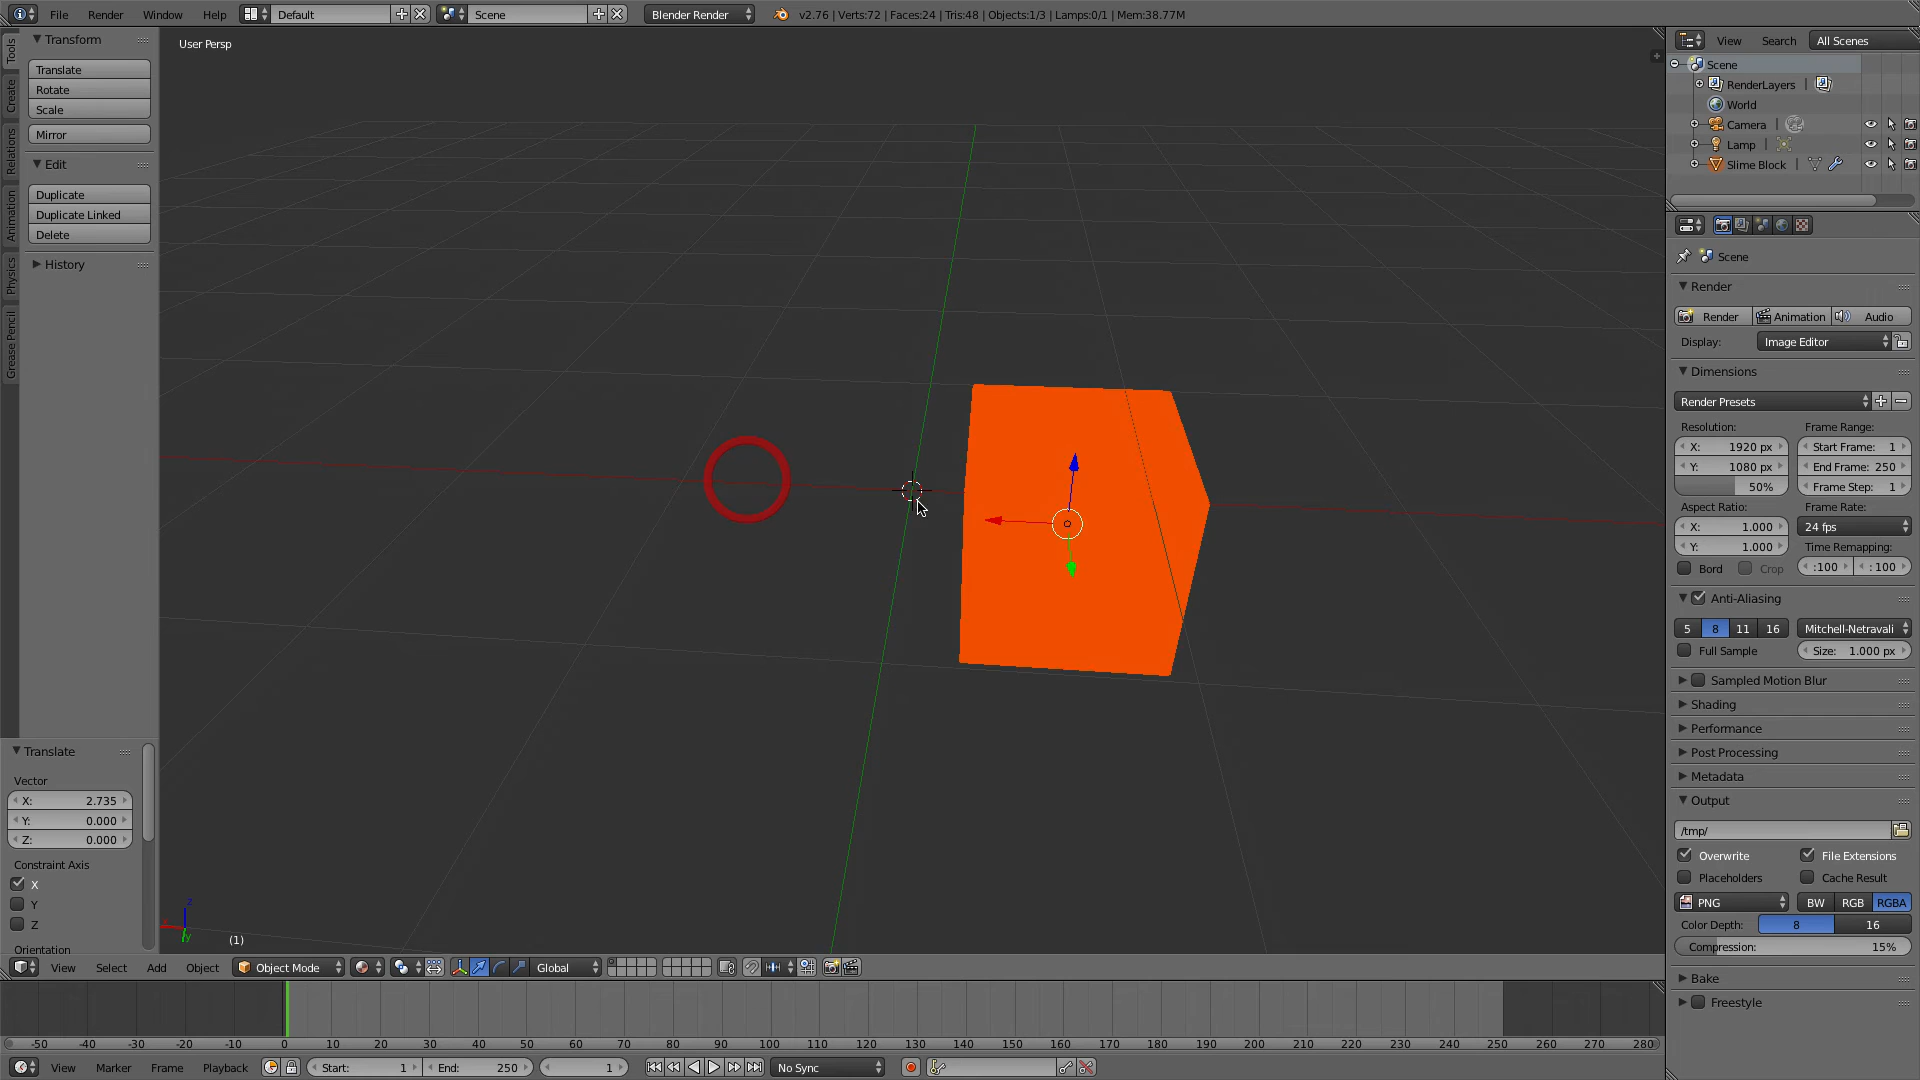 File Render Window Help Default Scene Blender Render v2.76 | Verts:72 | Faces:24 | Tris:48 | Objects:1/3 | Lamps:0/1 | Mem:38.77M
Tools
Create
Relations
Animation
Physics
Grease Pencil
Transform
Translate
Rotate
Scale
Mirror
Edit
Duplicate
Duplicate Linked
Delete
History
Translate
Vector
X: 2.735
Y: 0.000
Z: 0.000
Constraint Axis
X
Y
Z
Orientation
User Persp
z
y
(1)
View Select Add Object Object Mode Global
-50 -40 -30 -20 -10 0 10 20 30 40 50 60 70 80 90 100 110 120 130 140 150 160 170 180 190 200 210 220 230 240 250 260 270 280
View Marker Frame Playback Start: 1 End: 250 1 No Sync
View Search All Scenes
Scene
RenderLayers |
World
Camera |
Lamp |
Slime Block |
Scene
Render
Render Animation Audio
Display: Image Editor
Dimensions
Render Presets
Resolution: Frame Range:
X: 1920 px Start Frame: 1
Y: 1080 px End Frame: 250
50% Frame Step: 1
Aspect Ratio: Frame Rate:
X: 1.000 24 fps
Y: 1.000 Time Remapping:
Bord Crop :100 : 100
Anti-Aliasing
5 8 11 16 Mitchell-Netravali
Full Sample Size: 1.000 px
Sampled Motion Blur
Shading
Performance
Post Processing
Metadata
Output
/tmp/
Overwrite File Extensions
Placeholders Cache Result
PNG BW RGB RGBA
Color Depth: 8 16
Compression: 15%
Bake
Freestyle